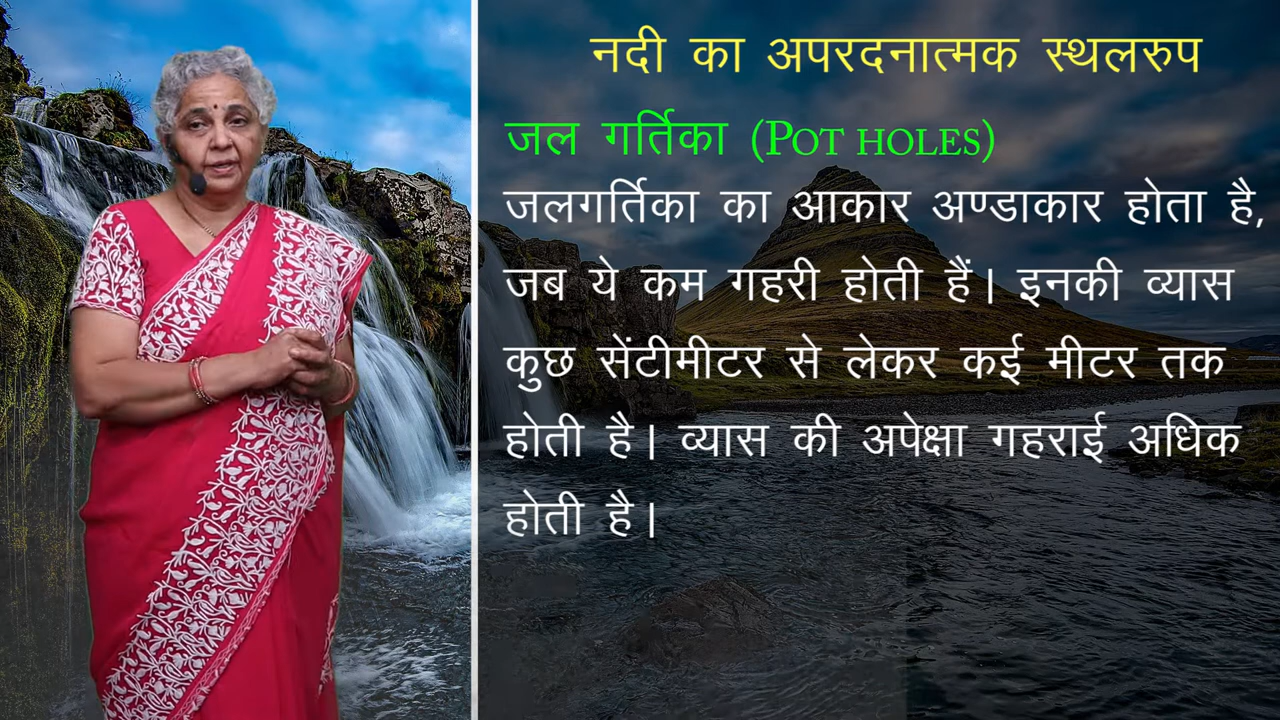 नदी का अपरदनात्मक स्थलरुप
जल गर्तिका (POT HOLES)
जलगर्तिका का आकार अण्डाकार होता है,
जब ये कम गहरी होती हैं। इनकी व्यास
कुछ सेंटीमीटर से लेकर कई मीटर तक
होती है। व्यास की अपेक्षा गहराई अधिक
होती है।